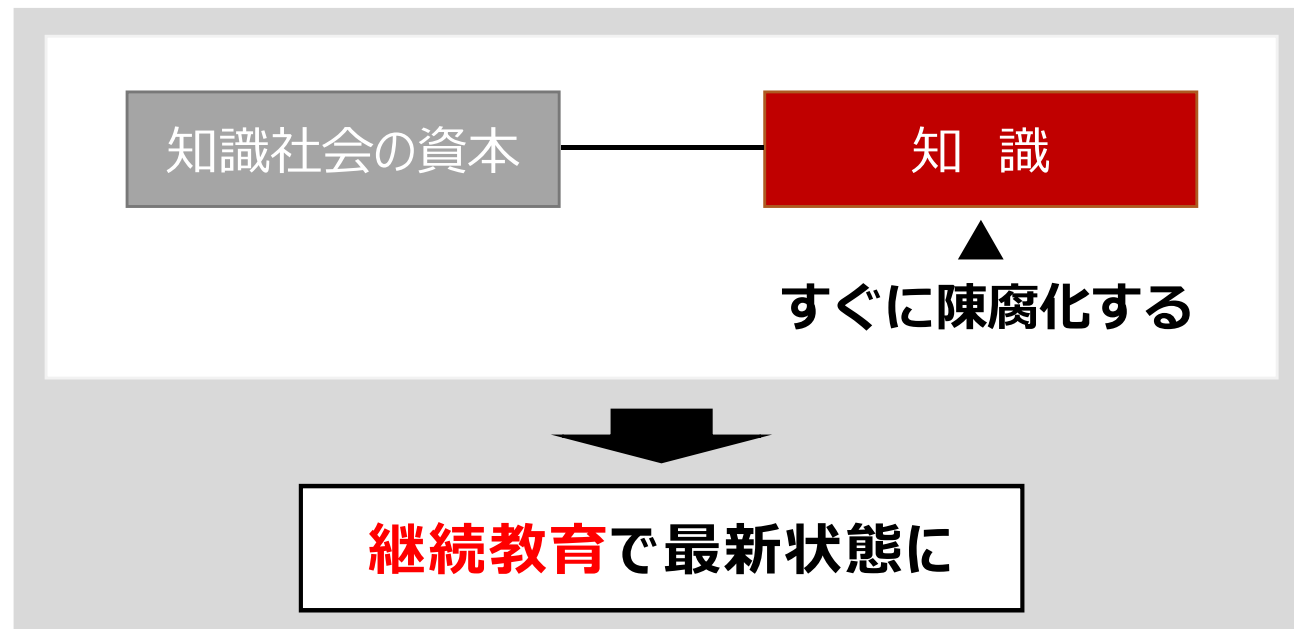 知識社会の資本
知 識
▲
すぐに陳腐化する
継続教育で最新状態に